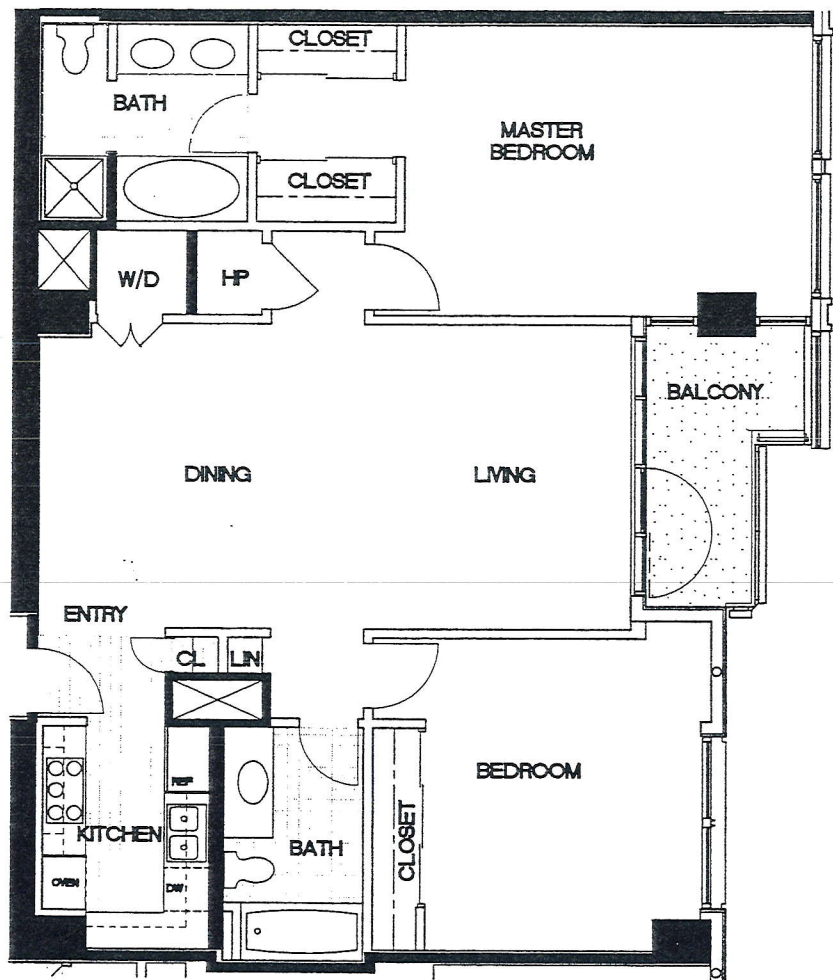 CLOSET
BATH
MASTER
BEDROOM
CLOSET
W/D
HP
BALCONY
DINING
LIVING
ENTRY
CL
LIN
REF
BEDROOM
KITCHEN
BATH
CLOSET
OVEN
DW